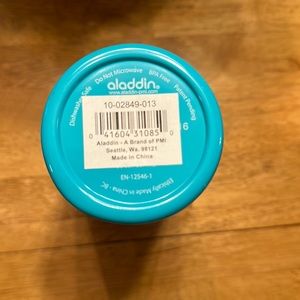 Dishwasher Safe Do Not Microwave BPA Free Patent Pending
aladdin
aladdin-pmi.com
10-02849-013
0 41604 31085 0
Aladdin - A Brand of PMI
Seattle, Wa. 98121
Made in China
6
EN-12546-1
Ethically Made in China - BC